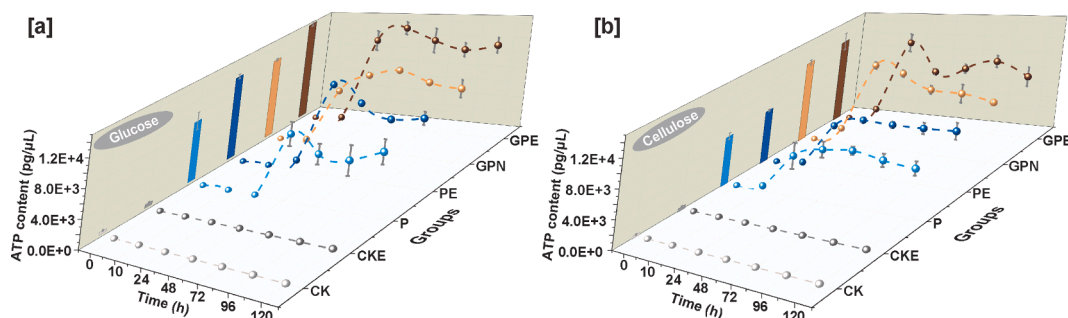 [a]
Glucose
ATP content (pg/µL)
1.2E+4
8.0E+3
4.0E+3
0.0E+0
0
10
24
48
72
96
120
Time (h)
CK
CKE
P
PE
GPN
GPE
Groups
[b]
Cellulose
ATP content (pg/µL)
1.2E+4
8.0E+3
4.0E+3
0.0E+0
0
10
24
48
72
96
120
Time (h)
CK
CKE
P
PE
GPN
GPE
Groups